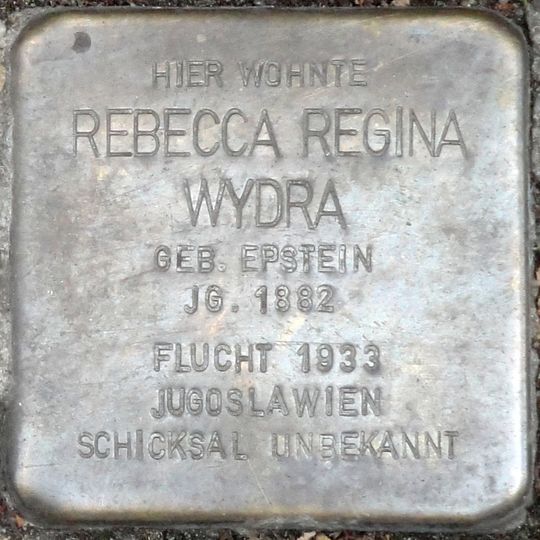 HIER WOHNTE
REBECCA REGINA
WYDRA
GEB. EPSTEIN
JG. 1882
FLUCHT 1933
JUGOSLAWIEN
SCHICKSAL UNBEKANNT